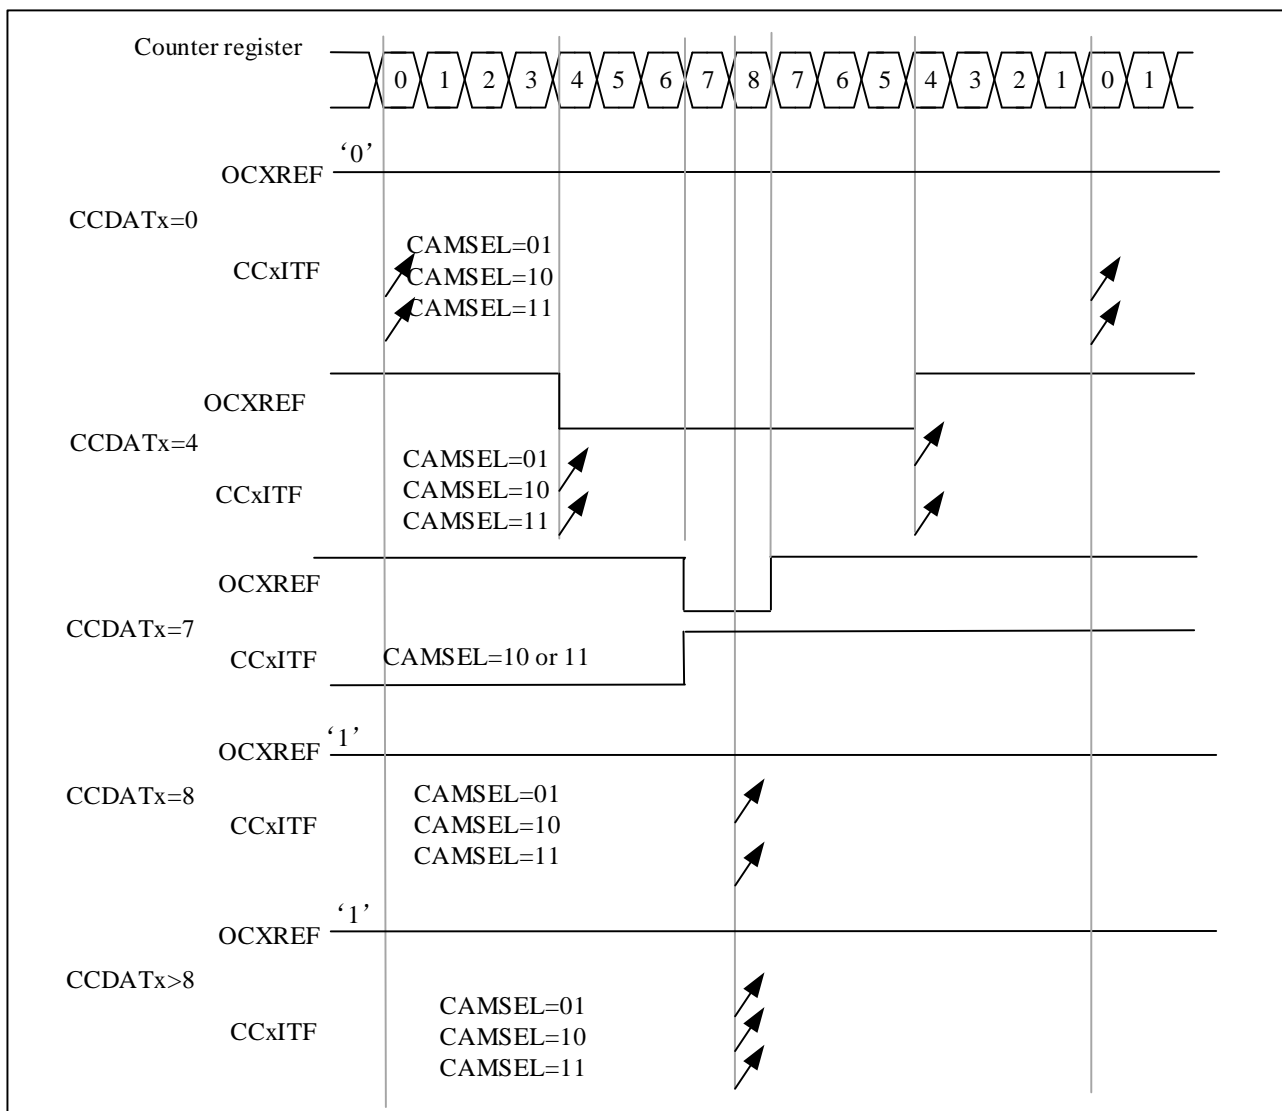 Counter register 0 1 2 3 4 5 6 7 8 7 6 5 4 3 2 1 0 1
‘0’
OCXREF
CCDATx=0
CAMSEL=01
CCxITF
CAMSEL=10
CAMSEL=11
OCXREF
CCDATx=4
CAMSEL=01
CCxITF
CAMSEL=10
CAMSEL=11
OCXREF
CCDATx=7
CCxITF
CAMSEL=10 or 11
‘1’
OCXREF
CCDATx=8
CAMSEL=01
CCxITF
CAMSEL=10
CAMSEL=11
‘1’
OCXREF
CCDATx>8
CAMSEL=01
CCxITF
CAMSEL=10
CAMSEL=11